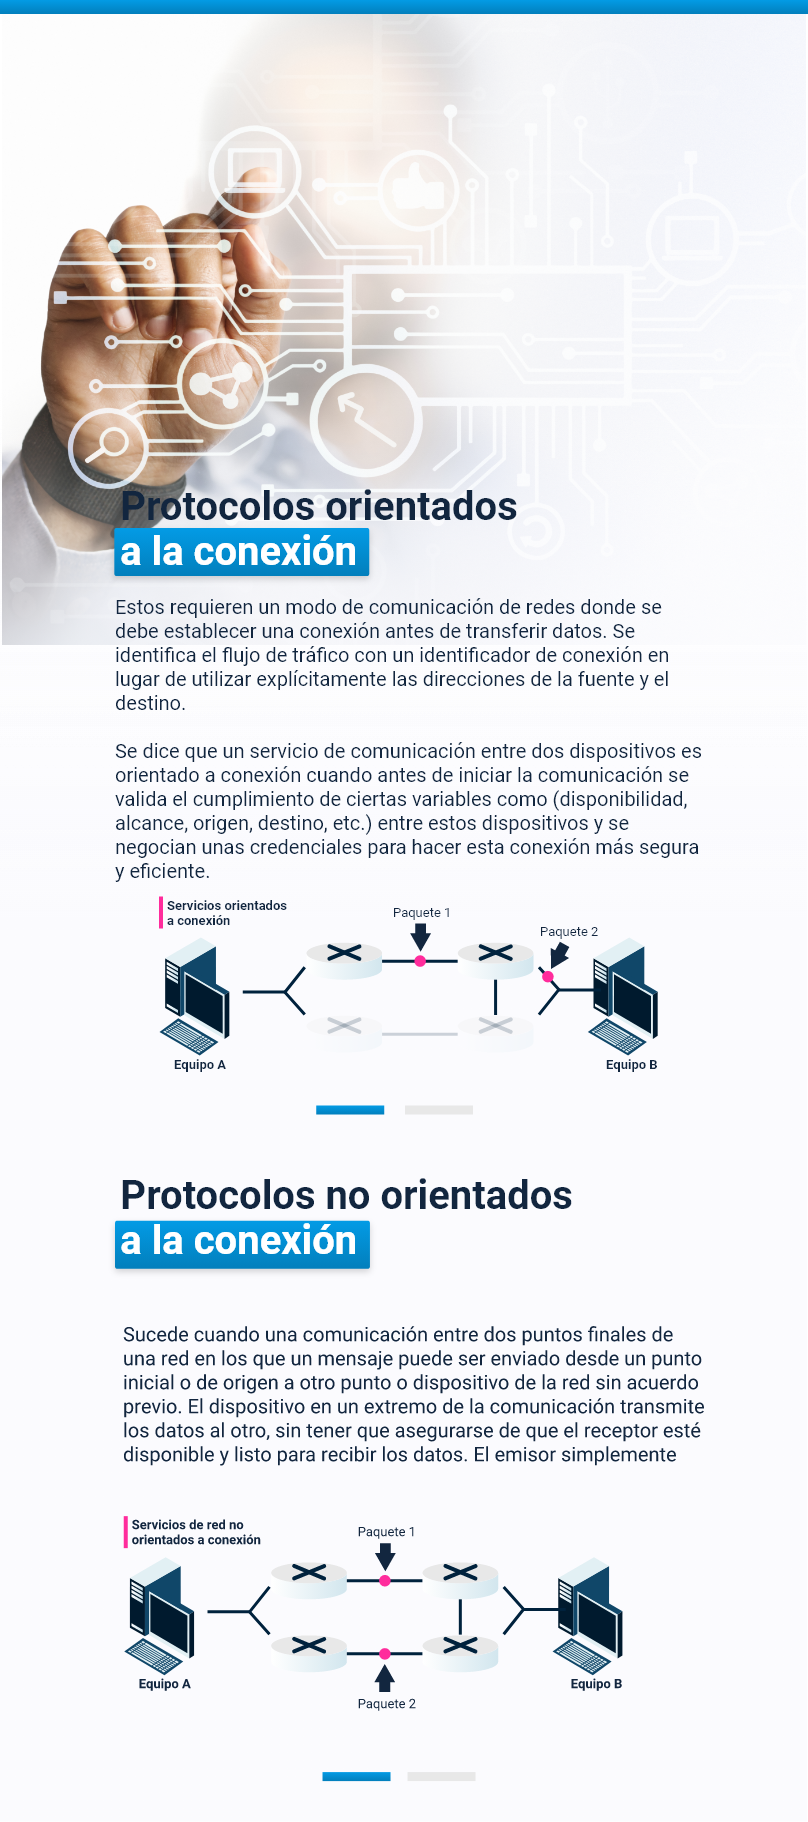 Protocolos orientados
a la conexión
Estos requieren un modo de comunicación de redes donde se
debe establecer una conexión antes de transferir datos. Se
identifica el flujo de tráfico con un identificador de conexión en
lugar de utilizar explícitamente las direcciones de la fuente y el
destino.
Se dice que un servicio de comunicación entre dos dispositivos es
orientado a conexión cuando antes de iniciar la comunicación se
valida el cumplimiento de ciertas variables como (disponibilidad,
alcance, origen, destino, etc.) entre estos dispositivos y se
negocian unas credenciales para hacer esta conexión más segura
y eficiente.
Servicios orientados
a conexión
Paquete 1
Paquete 2
Equipo A
Equipo B
Protocolos no orientados
a la conexión
Sucede cuando una comunicación entre dos puntos finales de
una red en los que un mensaje puede ser enviado desde un punto
inicial o de origen a otro punto o dispositivo de la red sin acuerdo
previo. El dispositivo en un extremo de la comunicación transmite
los datos al otro, sin tener que asegurarse de que el receptor esté
disponible y listo para recibir los datos. El emisor simplemente
Servicios de red no
orientados a conexión
Paquete 1
Equipo A
Equipo B
Paquete 2